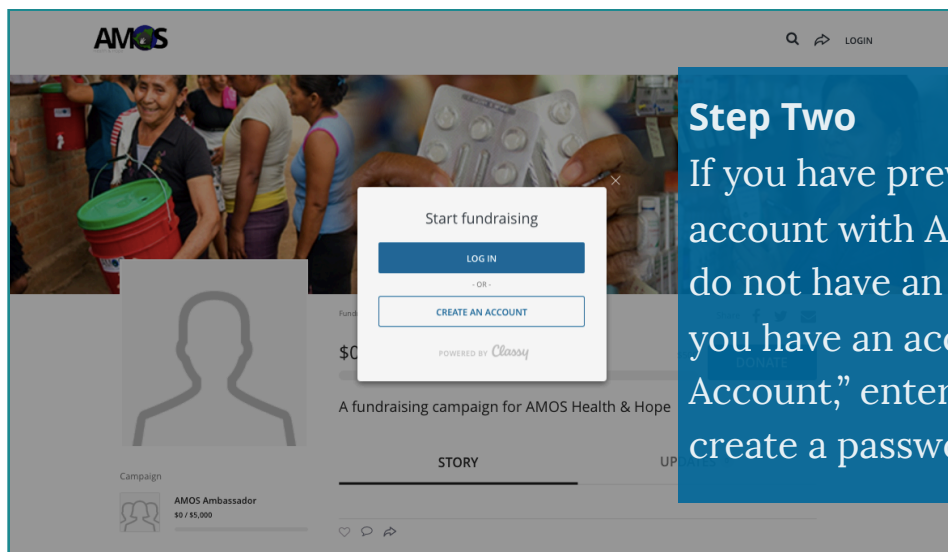 AMOS
LOGIN
Start fundraising
LOG IN
- OR -
CREATE AN ACCOUNT
POWERED BY Classy
$0
DONATE
A fundraising campaign for AMOS Health & Hope
STORY
UPDATES
Campaign
AMOS Ambassador
$0 / $5,000
Step Two
If you have prev
account with A
do not have an
you have an acc
Account,” enter
create a passwo